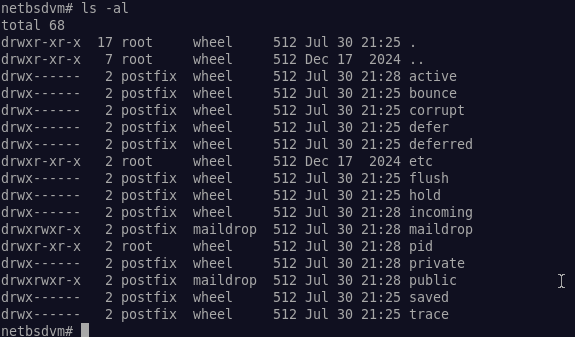 netbsdvm# ls -al
total 68
drwxr-xr-x  17 root     wheel     512 Jul 30 21:25 .
drwxr-xr-x   7 root     wheel     512 Dec 17  2024 ..
drwx------   2 postfix  wheel     512 Jul 30 21:28 active
drwx------   2 postfix  wheel     512 Jul 30 21:25 bounce
drwx------   2 postfix  wheel     512 Jul 30 21:25 corrupt
drwx------   2 postfix  wheel     512 Jul 30 21:25 defer
drwx------   2 postfix  wheel     512 Jul 30 21:25 deferred
drwxr-xr-x   2 root     wheel     512 Dec 17  2024 etc
drwx------   2 postfix  wheel     512 Jul 30 21:25 flush
drwx------   2 postfix  wheel     512 Jul 30 21:25 hold
drwx------   2 postfix  wheel     512 Jul 30 21:28 incoming
drwxrwxr-x   2 postfix  maildrop  512 Jul 30 21:28 maildrop
drwxr-xr-x   2 root     wheel     512 Jul 30 21:28 pid
drwx------   2 postfix  wheel     512 Jul 30 21:28 private
drwxrwxr-x   2 postfix  maildrop  512 Jul 30 21:28 public
drwx------   2 postfix  wheel     512 Jul 30 21:25 saved
drwx------   2 postfix  wheel     512 Jul 30 21:25 trace
netbsdvm#